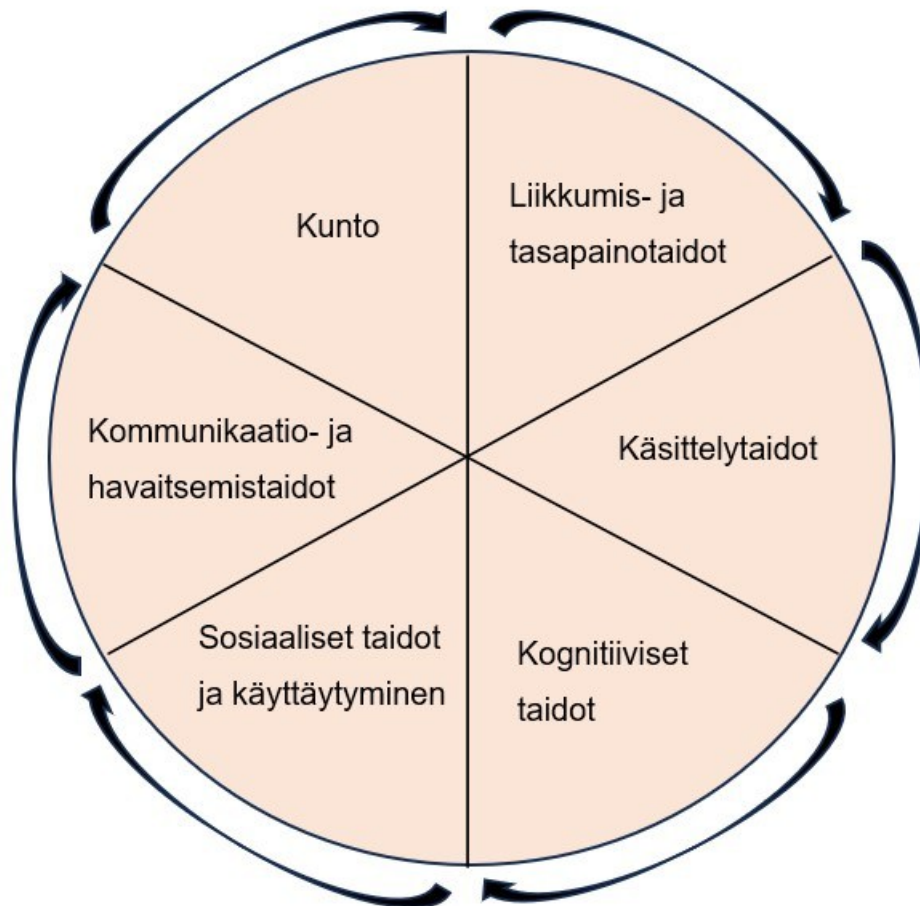 Kunto
Liikkumis- ja
tasapainotaidot
Kommunikaatio- ja
havaitsemistaidot
Käsittelytaidot
Sosiaaliset taidot
ja käyttäytyminen
Kognitiiviset
taidot